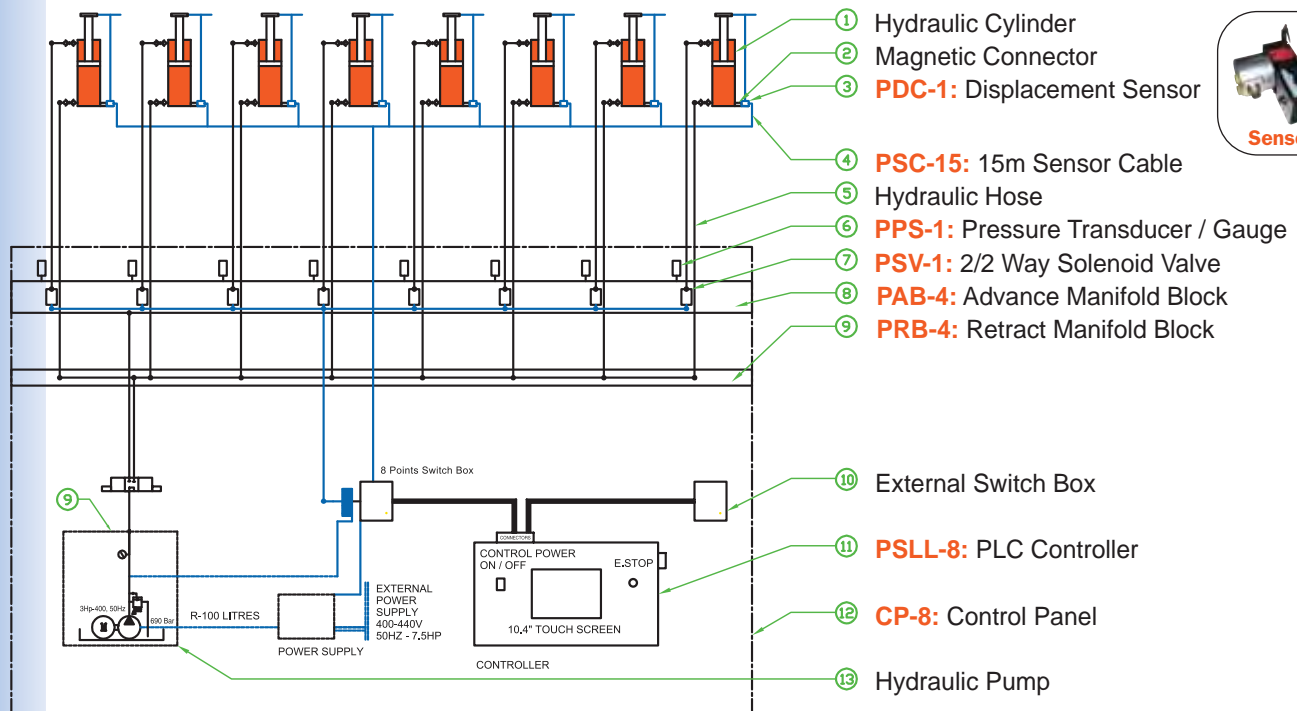 ① Hydraulic Cylinder
② Magnetic Connector
③ PDC-1: Displacement Sensor
④ PSC-15: 15m Sensor Cable
⑤ Hydraulic Hose
⑥ PPS-1: Pressure Transducer / Gauge
⑦ PSV-1: 2/2 Way Solenoid Valve
⑧ PAB-4: Advance Manifold Block
⑨ PRB-4: Retract Manifold Block
⑩ External Switch Box
⑪ PSLL-8: PLC Controller
⑫ CP-8: Control Panel
⑬ Hydraulic Pump
Senso
8 Points Switch Box
⑨
CONNECTORS
CONTROL POWER
ON / OFF
E.STOP
10.4" TOUCH SCREEN
CONTROLLER
EXTERNAL
POWER
SUPPLY
400-440V
50HZ - 7.5HP
POWER SUPPLY
R-100 LITRES
3Hp-400, 50Hz
690 Bar